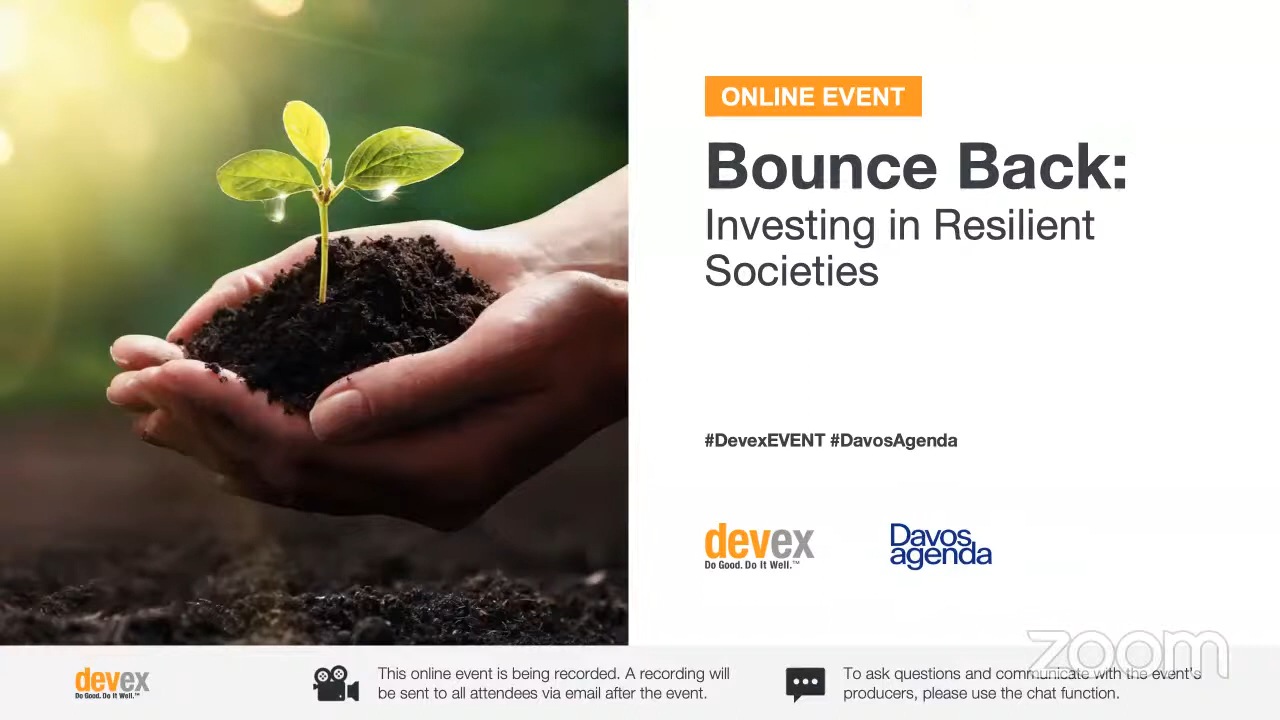 ONLINE EVENT
Bounce Back:
Investing in Resilient
Societies
#DevexEVENT #DavosAgenda
devex
Do Good. Do It Well.™
Davos
agenda
zoom
devex
Do Good. Do It Well.™
This online event is being recorded. A recording will
be sent to all attendees via email after the event.
To ask questions and communicate with the event's
producers, please use the chat function.